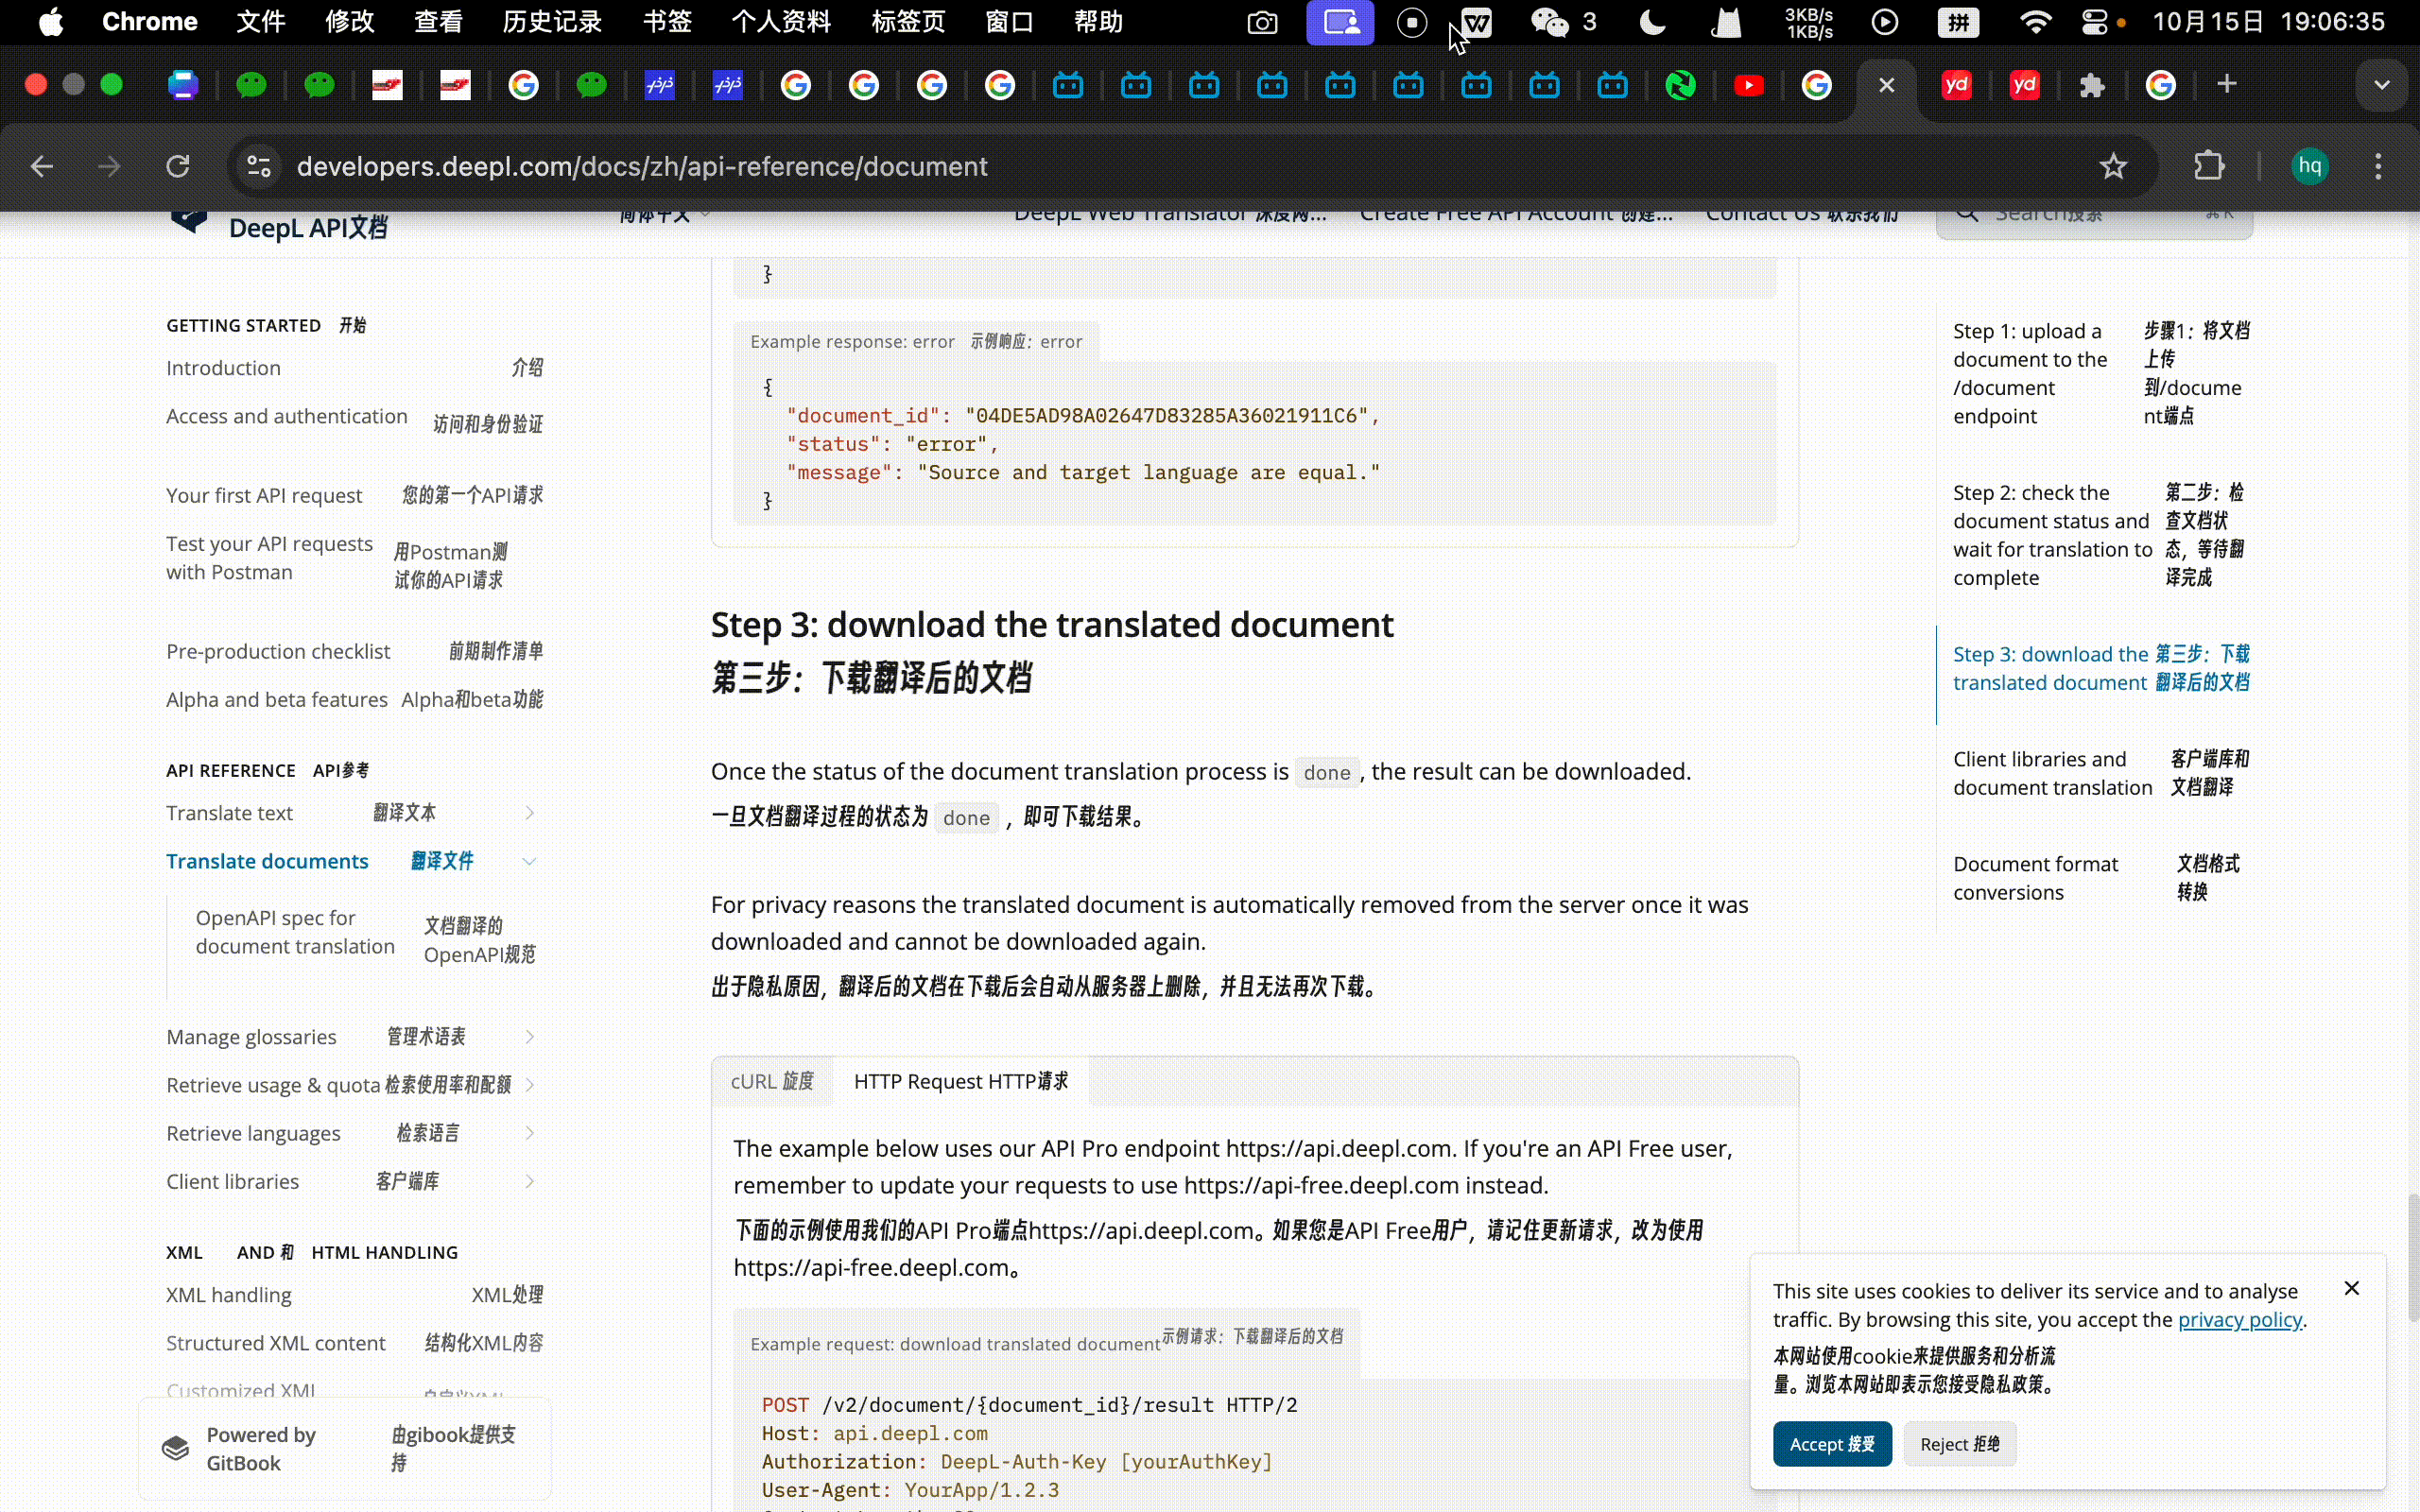 Chrome 文件 修改 查看 历史记录 书签 个人资料 标签页 窗口 帮助 3 3KB/s 1KB/s 拼 10月15日 19:06:35
yd yd
developers.deepl.com/docs/zh/api-reference/document hq
DeepL API文档
GETTING STARTED 开始
Introduction 介绍
Access and authentication 访问和身份验证
Your first API request 您的第一个API请求
Test your API requests with Postman
用Postman测
试你的API请求
Pre-production checklist 前期制作清单
Alpha and beta features Alpha和beta功能
API REFERENCE API参考
Translate text 翻译文本
Translate documents 翻译文件
OpenAPI spec for
document translation
文档翻译的
OpenAPI规范
Manage glossaries 管理术语表
Retrieve usage & quota 检索使用率和配额
Retrieve languages 检索语言
Client libraries 客户端库
XML AND 和 HTML HANDLING
XML handling XML处理
Structured XML content 结构化XML内容
Powered by
GitBook
由gibook提供支
持
}
Example response: error 示例响应：error
{
"document_id": "04DE5AD98A02647D83285A36021911C6",
"status": "error",
"message": "Source and target language are equal."
}
Step 3: download the translated document
第三步：下载翻译后的文档
Once the status of the document translation process is done , the result can be downloaded.
一旦文档翻译过程的状态为 done ，即可下载结果。
For privacy reasons the translated document is automatically removed from the server once it was
downloaded and cannot be downloaded again.
出于隐私原因，翻译后的文档在下载后会自动从服务器上删除，并且无法再次下载。
cURL 旋度 HTTP Request HTTP请求
The example below uses our API Pro endpoint https://api.deepl.com. If you're an API Free user,
remember to update your requests to use https://api-free.deepl.com instead.
下面的示例使用我们的API Pro端点https://api.deepl.com。如果您是API Free用户，请记住更新请求，改为使用
https://api-free.deepl.com。
Example request: download translated document示例请求：下载翻译后的文档
POST /v2/document/{document_id}/result HTTP/2
Host: api.deepl.com
Authorization: DeepL-Auth-Key [yourAuthKey]
User-Agent: YourApp/1.2.3
Step 1: upload a
document to the
/document
endpoint
步骤1：将文档
上传
到/docume
nt端点
Step 2: check the
document status and
wait for translation to
complete
第二步：检
查文档状
态，等待翻
译完成
Step 3: download the
translated document
第三步：下载
翻译后的文档
Client libraries and
document translation
客户端库和
文档翻译
Document format
conversions
文档格式
转换
This site uses cookies to deliver its service and to analyse
traffic. By browsing this site, you accept the privacy policy.
本网站使用cookie来提供服务和分析流
量。浏览本网站即表示您接受隐私政策。
Accept 接受 Reject 拒绝